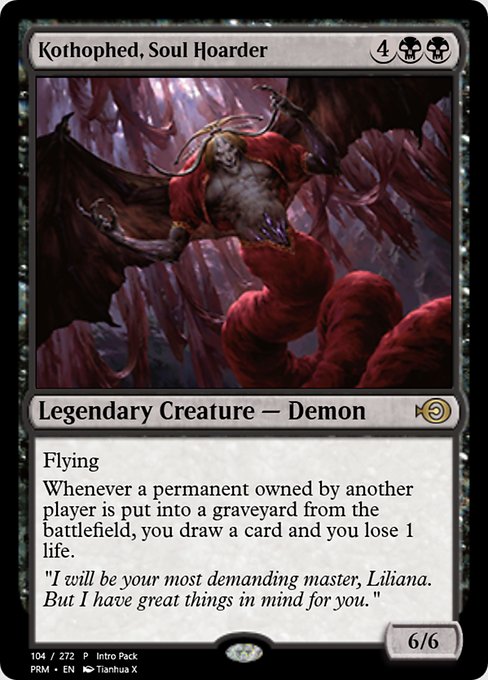 Kothophed, Soul Hoarder 4
Legendary Creature — Demon
Flying
Whenever a permanent owned by another
player is put into a graveyard from the
battlefield, you draw a card and you lose 1
life.
"I will be your most demanding master, Liliana.
But I have great things in mind for you."
6/6
104 / 272 P Intro Pack
PRM • EN Tianhua X